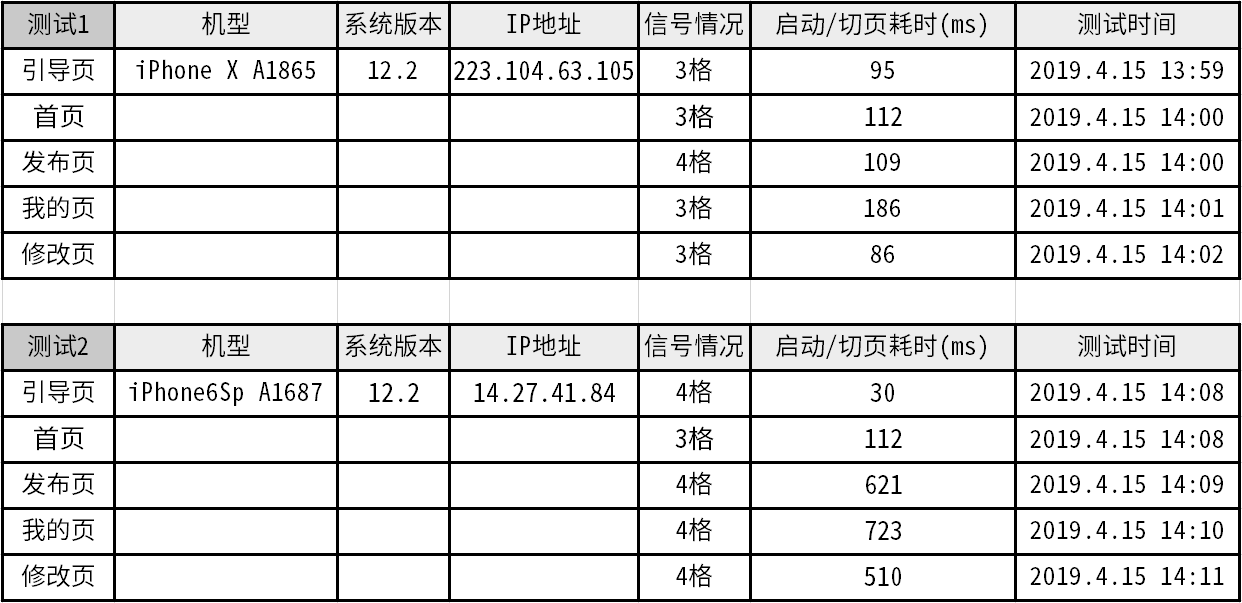 测试1 机型 系统版本 IP地址 信号情况 启动/切页耗时(ms) 测试时间
引导页 iPhone X A1865 12.2 223.104.63.105 3格 95 2019.4.15 13:59
首页 3格 112 2019.4.15 14:00
发布页 4格 109 2019.4.15 14:00
我的页 3格 186 2019.4.15 14:01
修改页 3格 86 2019.4.15 14:02
测试2 机型 系统版本 IP地址 信号情况 启动/切页耗时(ms) 测试时间
引导页 iPhone6Sp A1687 12.2 14.27.41.84 4格 30 2019.4.15 14:08
首页 3格 112 2019.4.15 14:08
发布页 4格 621 2019.4.15 14:09
我的页 4格 723 2019.4.15 14:10
修改页 4格 510 2019.4.15 14:11